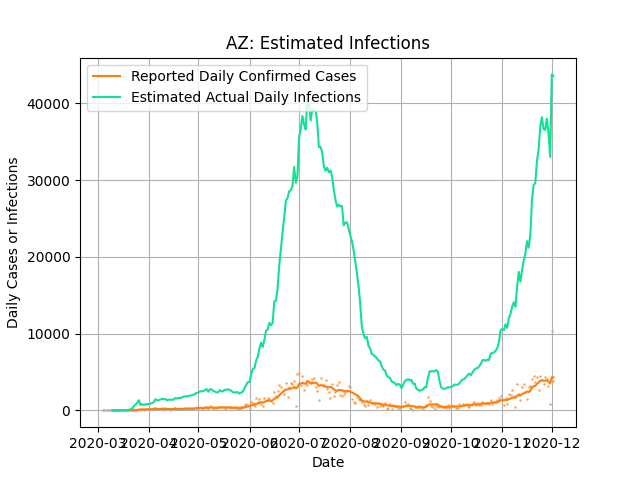 AZ: Estimated Infections
Reported Daily Confirmed Cases
Estimated Actual Daily Infections
Daily Cases or Infections
40000
30000
20000
10000
0
2020-03 2020-04 2020-05 2020-06 2020-07 2020-08 2020-09 2020-10 2020-11 2020-12
Date